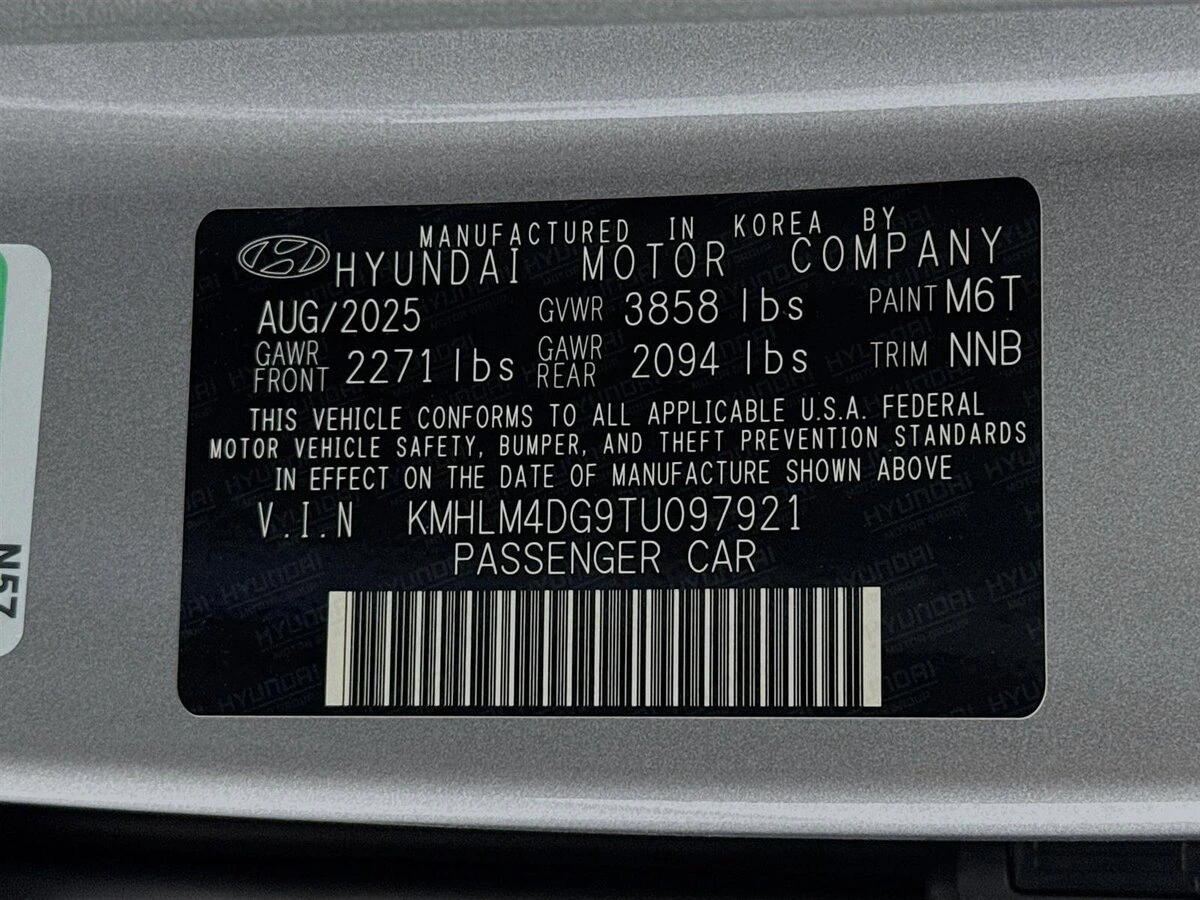 MANUFACTURED IN KOREA BY
HYUNDAI MOTOR COMPANY
AUG/2025 GVWR 3858 lbs PAINT M6T
GAWR FRONT 2271 lbs GAWR REAR 2094 lbs TRIM NNB
THIS VEHICLE CONFORMS TO ALL APPLICABLE U.S.A. FEDERAL
MOTOR VEHICLE SAFETY, BUMPER, AND THEFT PREVENTION STANDARDS
IN EFFECT ON THE DATE OF MANUFACTURE SHOWN ABOVE
V.I.N KMHLM4DG9TU097921
PASSENGER CAR
N57